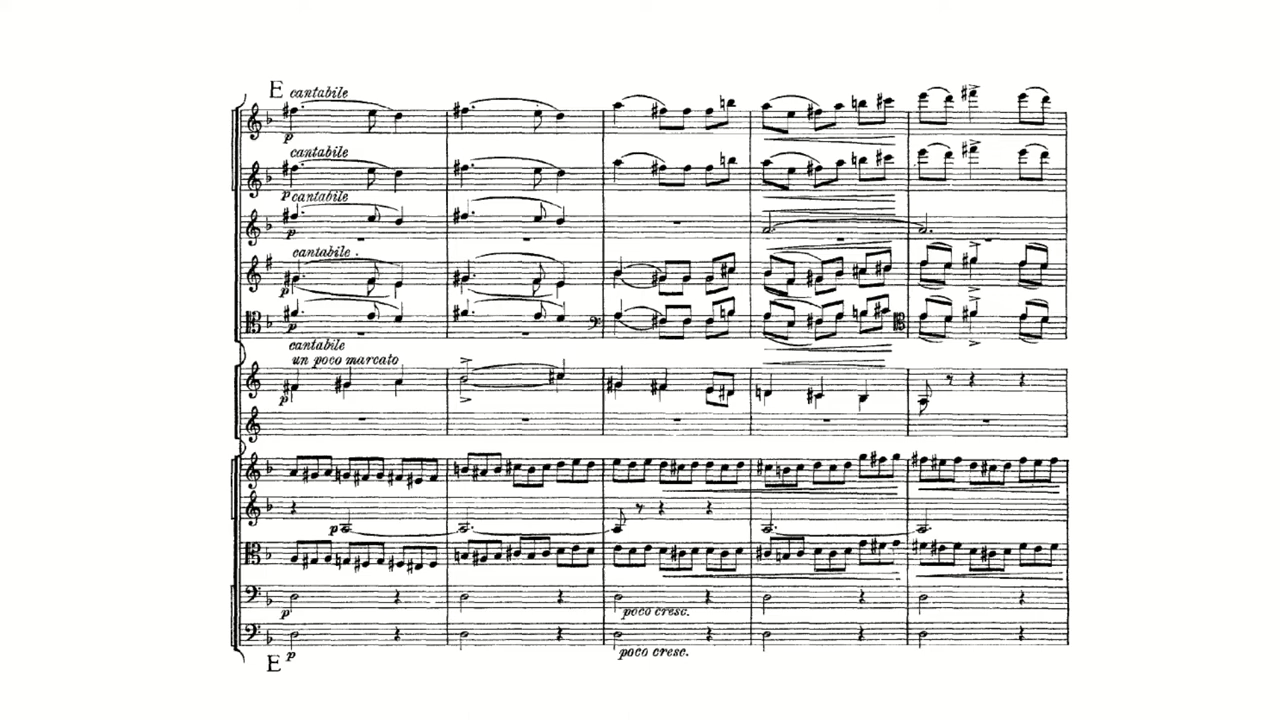 E cantabile
p
cantabile
p cantabile
p
cantabile.
p
p
cantabile
un poco marcato
p
p
p
poco cresc.
E p
poco cresc.